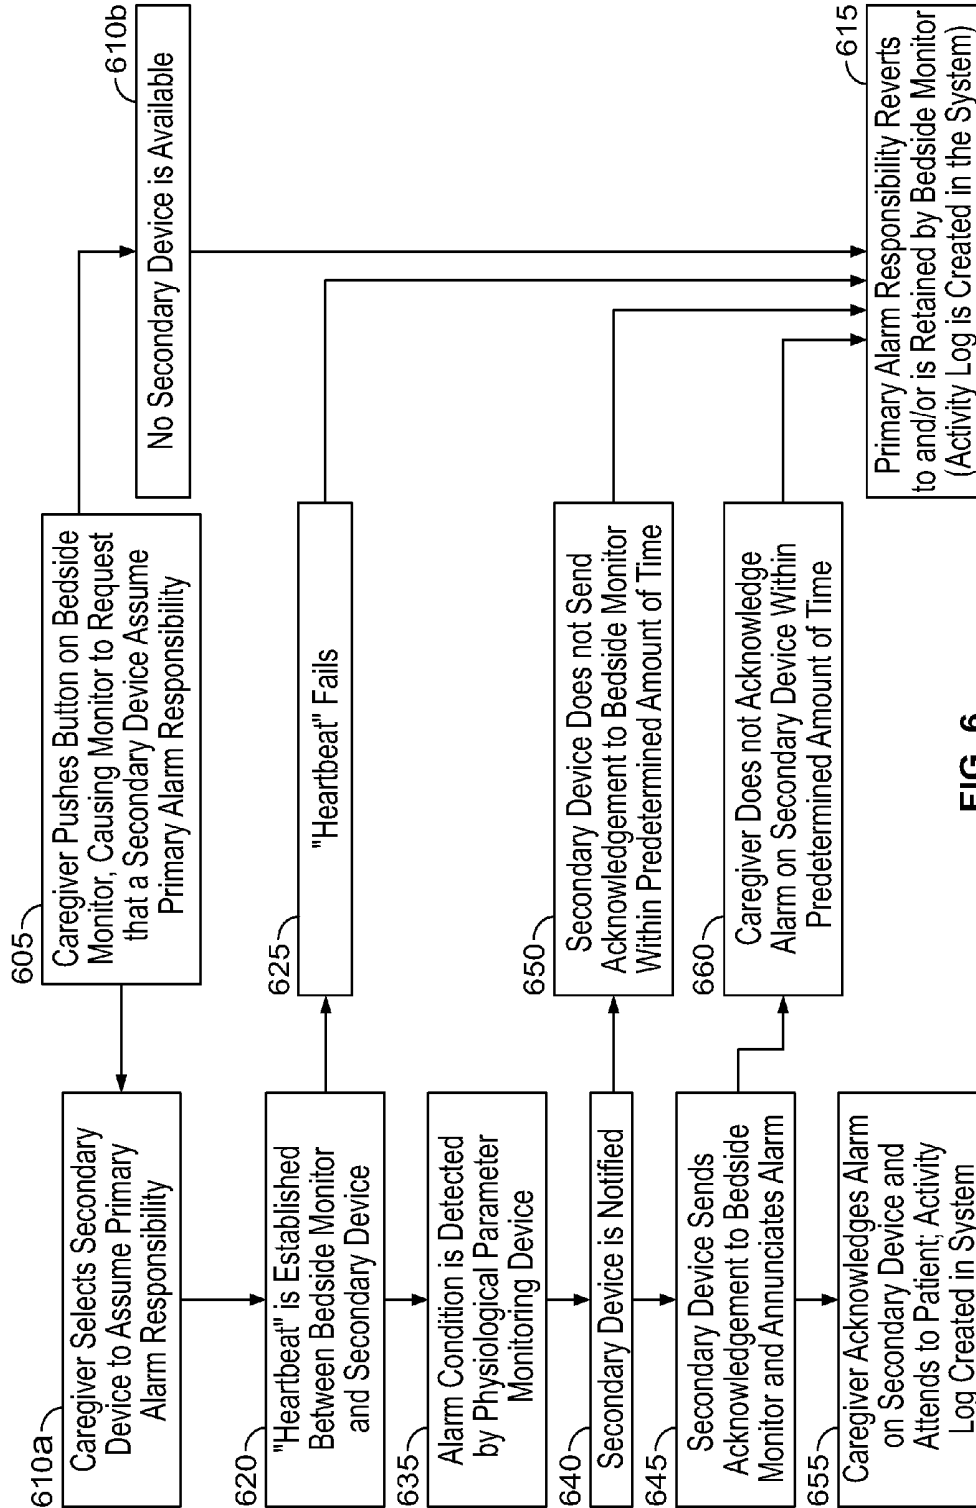 605
Caregiver Pushes Button on Bedside
Monitor, Causing Monitor to Request
that a Secondary Device Assume
Primary Alarm Responsibility
610a
Caregiver Selects Secondary
Device to Assume Primary
Alarm Responsibility
610b
No Secondary Device is Available
620
"Heartbeat" is Established
Between Bedside Monitor
and Secondary Device
625
"Heartbeat" Fails
635
Alarm Condition is Detected
by Physiological Parameter
Monitoring Device
640
Secondary Device is Notified
650
Secondary Device Does not Send
Acknowledgement to Bedside Monitor
Within Predetermined Amount of Time
645
Secondary Device Sends
Acknowledgement to Bedside
Monitor and Annunciates Alarm
660
Caregiver Does not Acknowledge
Alarm on Secondary Device Within
Predetermined Amount of Time
655
Caregiver Acknowledges Alarm
on Secondary Device and
Attends to Patient; Activity
Log Created in System
615
Primary Alarm Responsibility Reverts
to and/or is Retained by Bedside Monitor
(Activity Log is Created in the System)
FIG. 6